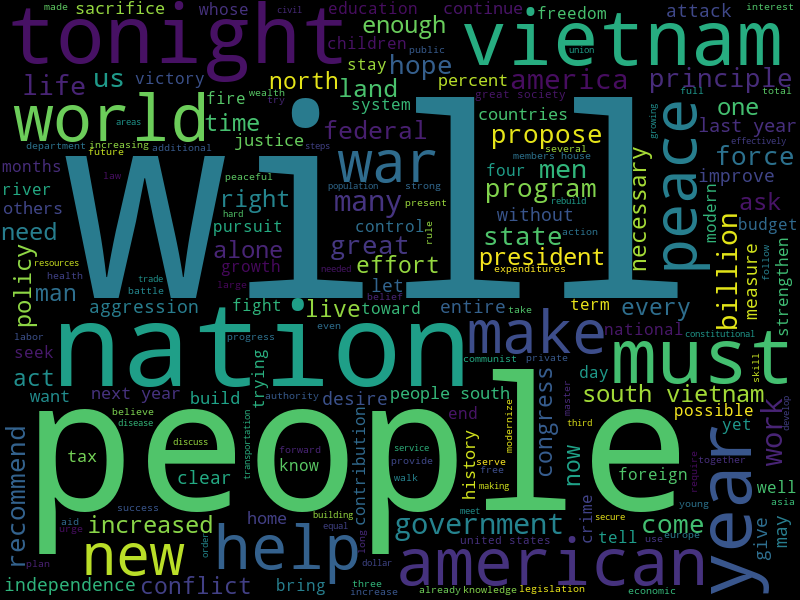 made
sacrifice
whose
education
continue
freedom
interest
tonight
enough
civil
attack
vietnam
children
public
union
life
us
victory
stay
hope
north
percent
america
principle
land
wealth
try
great society
full
total
world
fire
time
system
countries
one
areas
justice
federal
propose
growing
last year
effectively
department
increasing
future
additional
steps
war
members house
several
peace
force
months
law
peaceful
will
four
men
necessary
modern
improve
river
right
population
strong
program
rebuild
ask
others
hard
many
present
without
budget
need
pursuit
control
rule
state
action
alone
great
president
billion
policy
resources
growth
needed
effort
expenditures
measure
follow
strengthen
health
trade
large
let
belief
man
battle
aggression
fight
live
toward
entire
take
term
every
labor
progress
even
national
constitutional
seek
nation
make
must
communist
private
act
trying
day
skill
want
next year
build
authority
desire
people south
congress
master
south vietnam
develop
believe
disease
end
third
possible
yet
work
recommend
people
tax
discuss
clear
transportation
forward
know
contribution
service
provide
history
modernize
now
foreign
year
together
walk
serve
free
making
require
well
asia
success
building
meet
crime
secure
young
aid
urge
increased
home
equal
government
tell
come
give
may
new
order
help
long
dollar
united states
use
europe
plan
american
independence
conflict
bring
three
increase
already
knowledge
legislation
economic